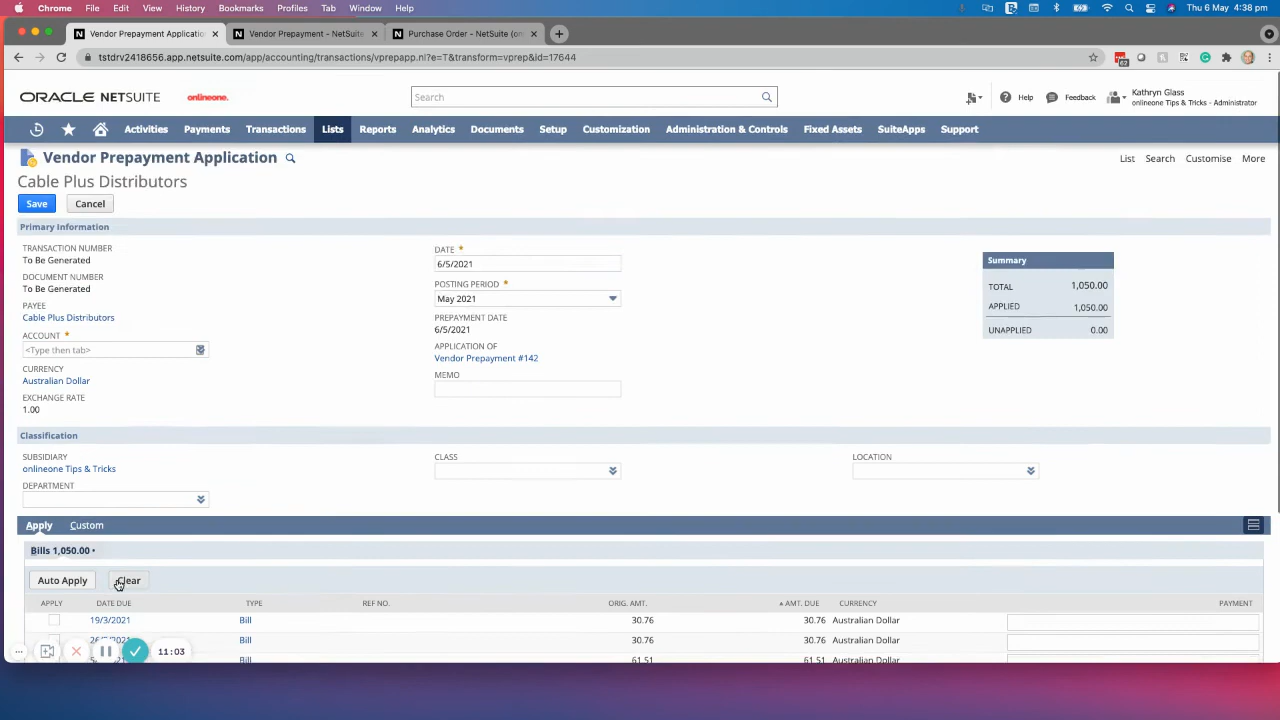 Chrome File Edit View History Bookmarks Profiles Tab Window Help Thu 6 May 4:38 pm
Vendor Prepayment Applicatio × Vendor Prepayment - NetSuite × Purchase Order - NetSuite (on × +
tstdrv2418656.app.netsuite.com/app/accounting/transactions/vprepapp.nl?e=T&transform=vprep&id=17644
62
ORACLE NETSUITE onlineone. Search Help Feedback Kathryn Glass
onlineone Tips & Tricks - Administrator
Activities Payments Transactions Lists Reports Analytics Documents Setup Customization Administration & Controls Fixed Assets SuiteApps Support
Vendor Prepayment Application List Search Customise More
Cable Plus Distributors
Save Cancel
Primary Information
TRANSACTION NUMBER
To Be Generated
DOCUMENT NUMBER
To Be Generated
PAYEE
Cable Plus Distributors
ACCOUNT *
<Type then tab>
CURRENCY
Australian Dollar
EXCHANGE RATE
1.00
DATE *
6/5/2021
POSTING PERIOD *
May 2021
PREPAYMENT DATE
6/5/2021
APPLICATION OF
Vendor Prepayment #142
MEMO
Summary
TOTAL 1,050.00
APPLIED 1,050.00
UNAPPLIED 0.00
Classification
SUBSIDIARY
onlineone Tips & Tricks
DEPARTMENT
CLASS
LOCATION
Apply Custom
Bills 1,050.00 •
Auto Apply Clear
APPLY DATE DUE TYPE REF NO. ORIG. AMT. ▲ AMT. DUE CURRENCY PAYMENT
19/3/2021 Bill 30.76 30.76 Australian Dollar
Bill 30.76 30.76 Australian Dollar
Bill 61.51 61.51 Australian Dollar
11:03